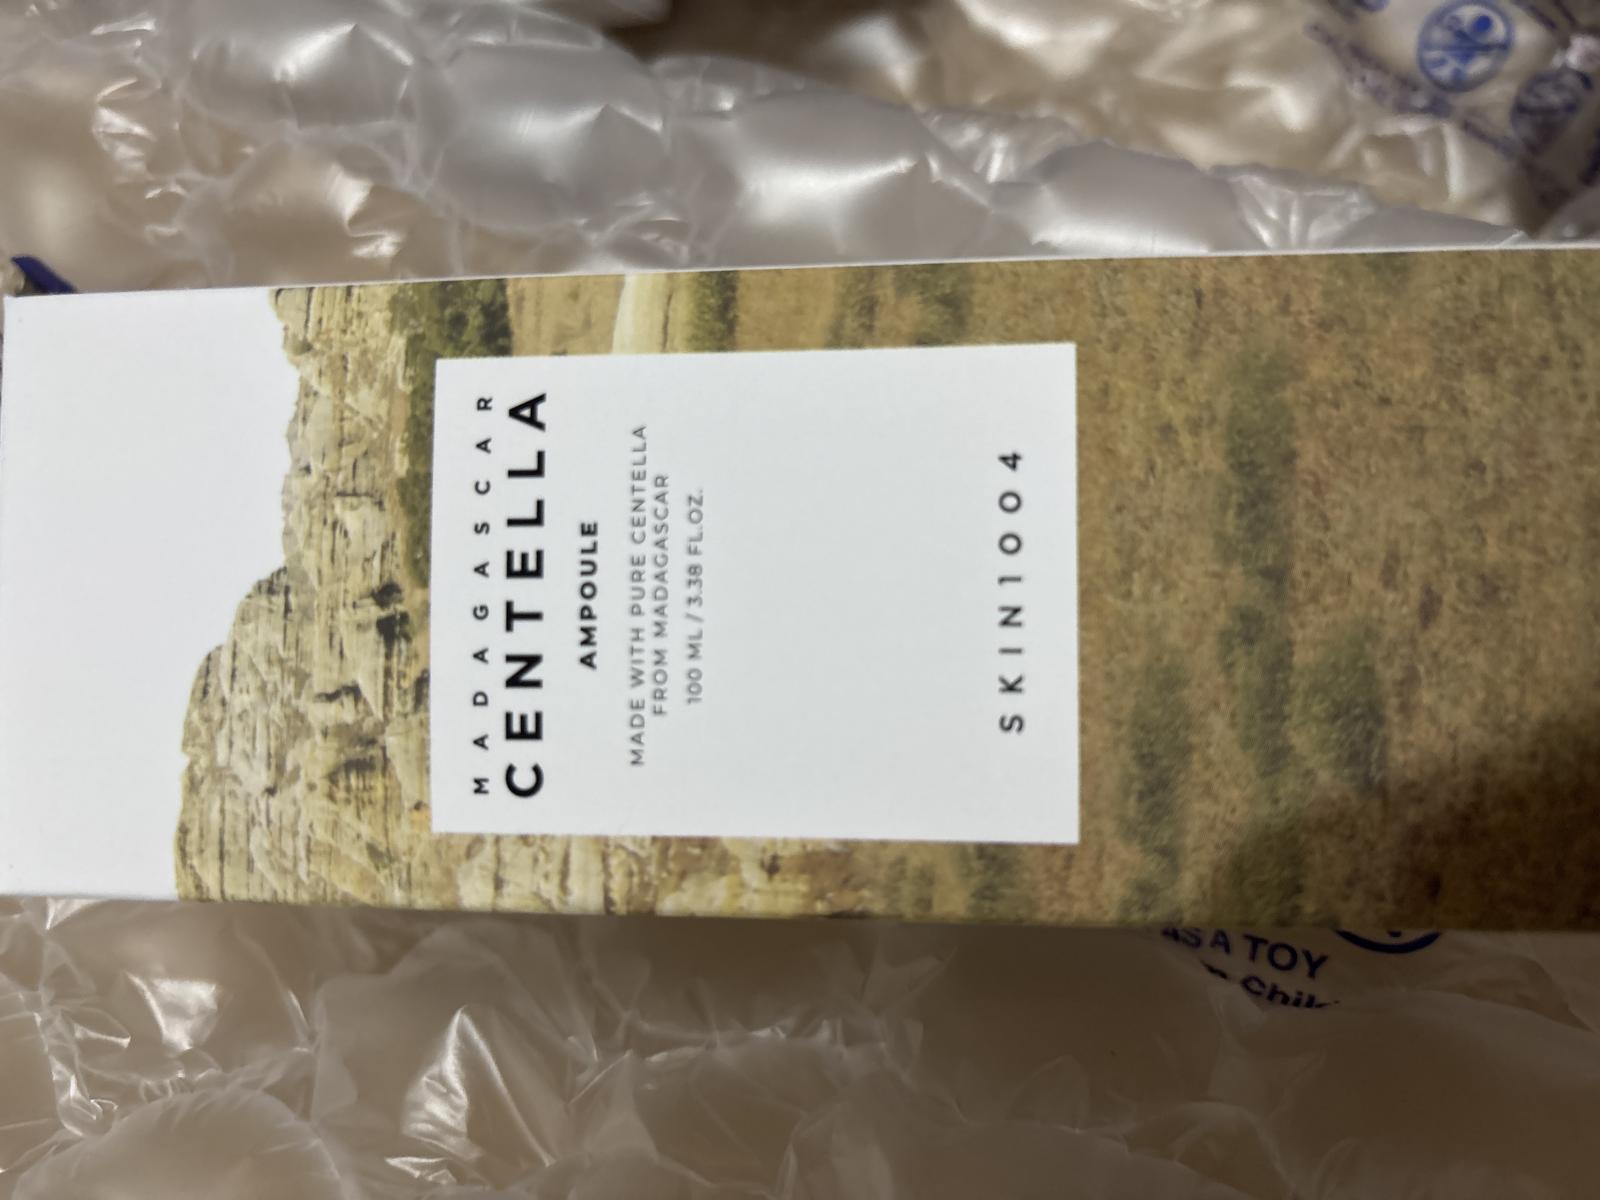 MADAGASCAR
CENTELLA
AMPOULE
MADE WITH PURE CENTELLA
FROM MADAGASCAR
100 ML / 3.38 FL.OZ.
SKIN1004
AS A TOY